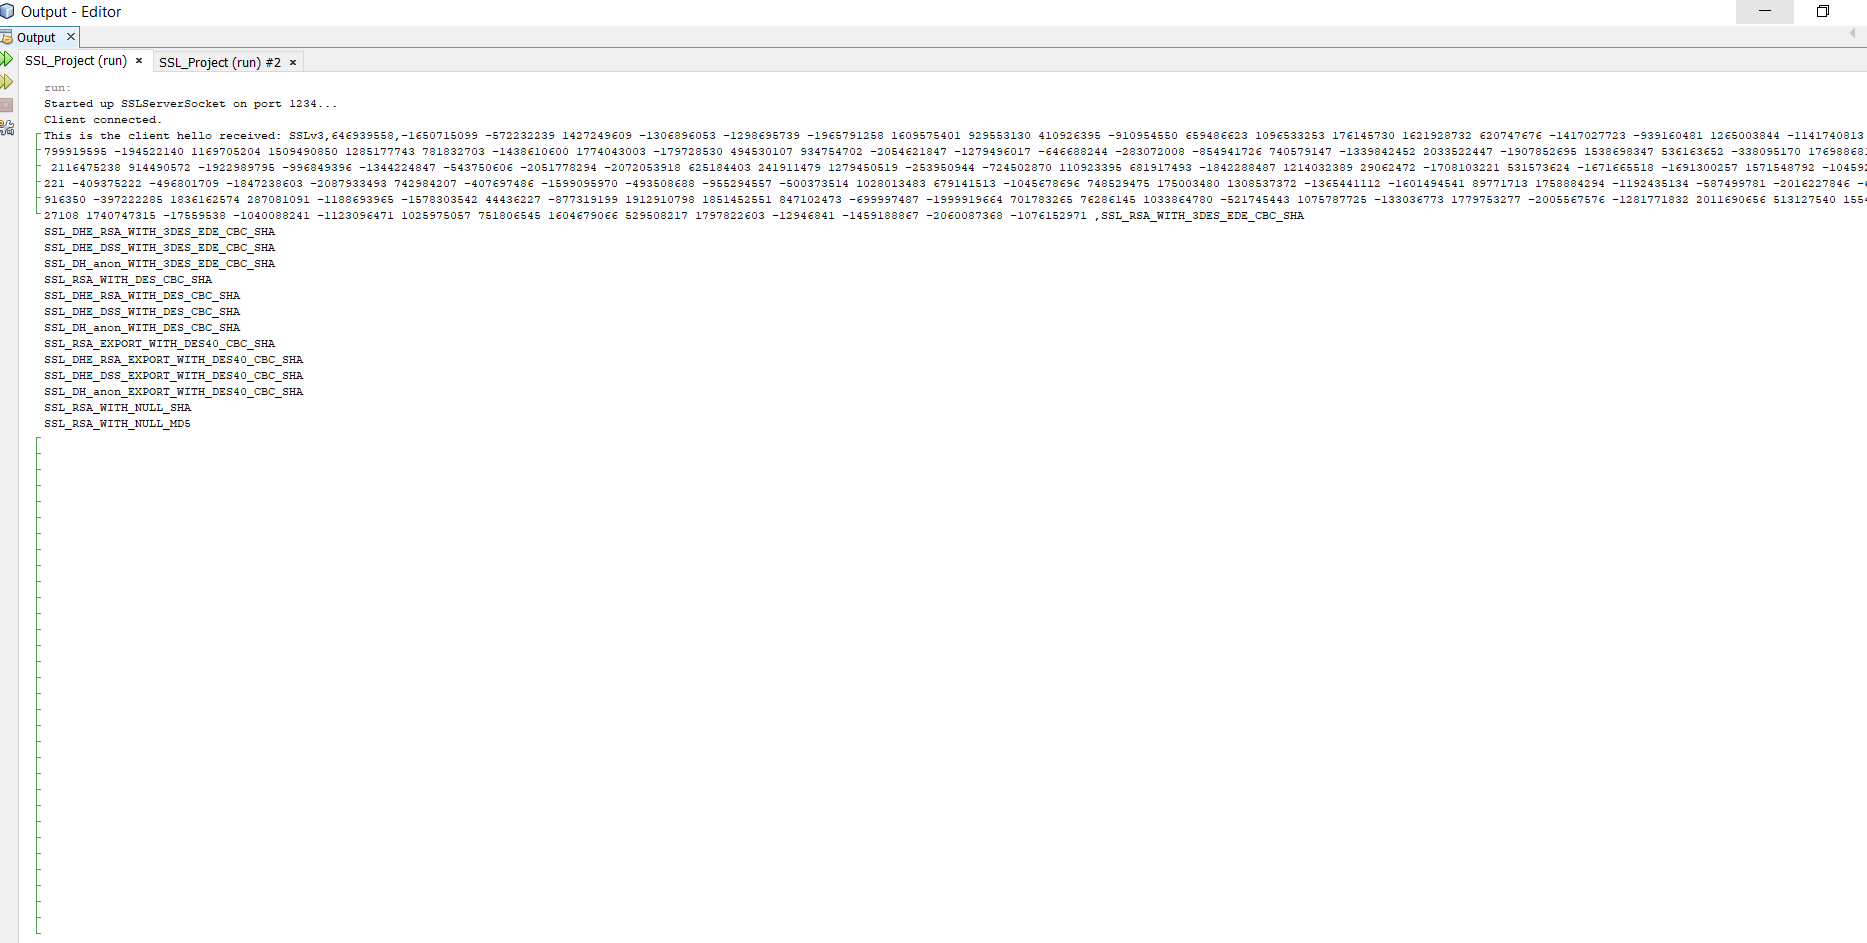 Output - Editor
Output
SSL_Project (run)
SSL_Project (run) #2
run:
Started up SSLServerSocket on port 1234...
Client connected.
This is the client hello received: SSLv3,646939558,-1650715099 -572232239 1427249609 -1306896053 -1298695739 -1965791258 1609575401 929553130 410926395 -910954550 659486623 1096533253 176145730 1621928732 620747676 -1417027723 -939160481 1265003844 -1141740813
799919595 -194522140 1169705204 1509490850 1285177743 781832703 -1438610600 1774043003 -179728530 494530107 934754702 -2054621847 -1279496017 -646688244 -283072008 -854941726 740579147 -1339842452 2033522447 -1907852695 1538698347 536163652 -338095170
2116475238 914490572 -1922989795 -996849396 -1344224847 -543750606 -2051778294 -2072053918 625184403 241911479 1279450519 -253950944 -724502870 110923395 681917493 -1842288487 1214032389 29062472 -1708103221 531573624 -1671665518 -1691300257 1571548792
221 -409375222 -496801709 -1847238603 -2087933493 742984207 -407697486 -1599095970 -493508688 -955294557 -500373514 1028013483 679141513 -1045678696 748529475 175003480 1308537372 -1365441112 -1601494541 89771713 1758884294 -1192435134 -587499781 -2016227846
916350 -397222285 1836162574 287081091 -1188693965 -1578303542 44436227 -877319199 1912910798 1851452551 847102473 -699997487 -1999919664 701783265 76286145 1033864780 -521745443 1075787725 -133036773 1779753277 -2005567576 -1281771832 2011690656 513127540
27108 1740747315 -17559538 -1040088241 -1123096471 1025975057 751806545 1604679066 529508217 1797822603 -12946841 -1459188867 -2060087368 -1076152971 ,SSL_RSA_WITH_3DES_EDE_CBC_SHA
SSL_DHE_RSA_WITH_3DES_EDE_CBC_SHA
SSL_DHE_DSS_WITH_3DES_EDE_CBC_SHA
SSL_DH_anon_WITH_3DES_EDE_CBC_SHA
SSL_RSA_WITH_DES_CBC_SHA
SSL_DHE_RSA_WITH_DES_CBC_SHA
SSL_DHE_DSS_WITH_DES_CBC_SHA
SSL_DH_anon_WITH_DES_CBC_SHA
SSL_RSA_EXPORT_WITH_DES40_CBC_SHA
SSL_DHE_RSA_EXPORT_WITH_DES40_CBC_SHA
SSL_DHE_DSS_EXPORT_WITH_DES40_CBC_SHA
SSL_DH_anon_EXPORT_WITH_DES40_CBC_SHA
SSL_RSA_WITH_NULL_SHA
SSL_RSA_WITH_NULL_MD5